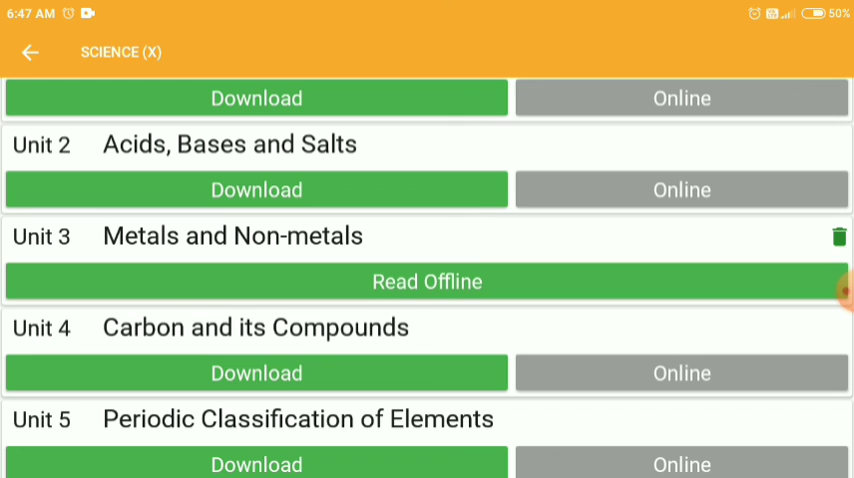 6:47 AM 50%
SCIENCE (X)
Download Online
Unit 2 Acids, Bases and Salts
Download Online
Unit 3 Metals and Non-metals
Read Offline
Unit 4 Carbon and its Compounds
Download Online
Unit 5 Periodic Classification of Elements
Download Online